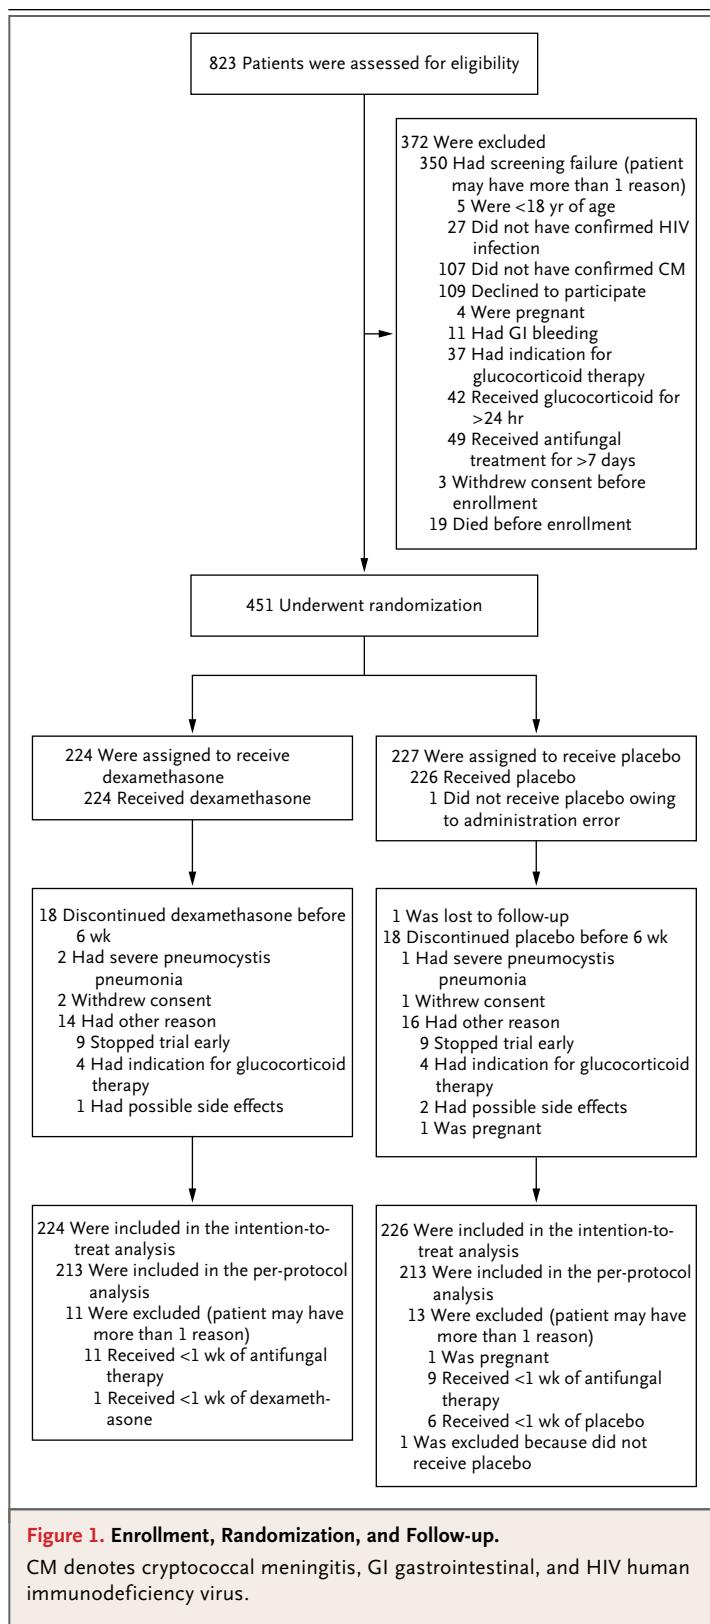 823 Patients were assessed for eligibility
372 Were excluded
350 Had screening failure (patient
may have more than 1 reason)
5 Were <18 yr of age
27 Did not have confirmed HIV
infection
107 Did not have confirmed CM
109 Declined to participate
4 Were pregnant
11 Had GI bleeding
37 Had indication for
glucocorticoid therapy
42 Received glucocorticoid for
>24 hr
49 Received antifungal
treatment for >7 days
3 Withdrew consent before
enrollment
19 Died before enrollment
451 Underwent randomization
224 Were assigned to receive
dexamethasone
224 Received dexamethasone
227 Were assigned to receive placebo
226 Received placebo
1 Did not receive placebo owing
to administration error
18 Discontinued dexamethasone before
6 wk
2 Had severe pneumocystis
pneumonia
2 Withdrew consent
14 Had other reason
9 Stopped trial early
4 Had indication for glucocorticoid
therapy
1 Had possible side effects
1 Was lost to follow-up
18 Discontinued placebo before 6 wk
1 Had severe pneumocystis
pneumonia
1 Withrew consent
16 Had other reason
9 Stopped trial early
4 Had indication for glucocorticoid
therapy
2 Had possible side effects
1 Was pregnant
224 Were included in the intention-to-
treat analysis
213 Were included in the per-protocol
analysis
11 Were excluded (patient may have
more than 1 reason)
11 Received <1 wk of antifungal
therapy
1 Received <1 wk of dexameth-
asone
226 Were included in the intention-to-
treat analysis
213 Were included in the per-protocol
analysis
13 Were excluded (patient may have
more than 1 reason)
1 Was pregnant
9 Received <1 wk of antifungal
therapy
6 Received <1 wk of placebo
1 Was excluded because did not
receive placebo
Figure 1. Enrollment, Randomization, and Follow-up.
CM denotes cryptococcal meningitis, GI gastrointestinal, and HIV human
immunodeficiency virus.